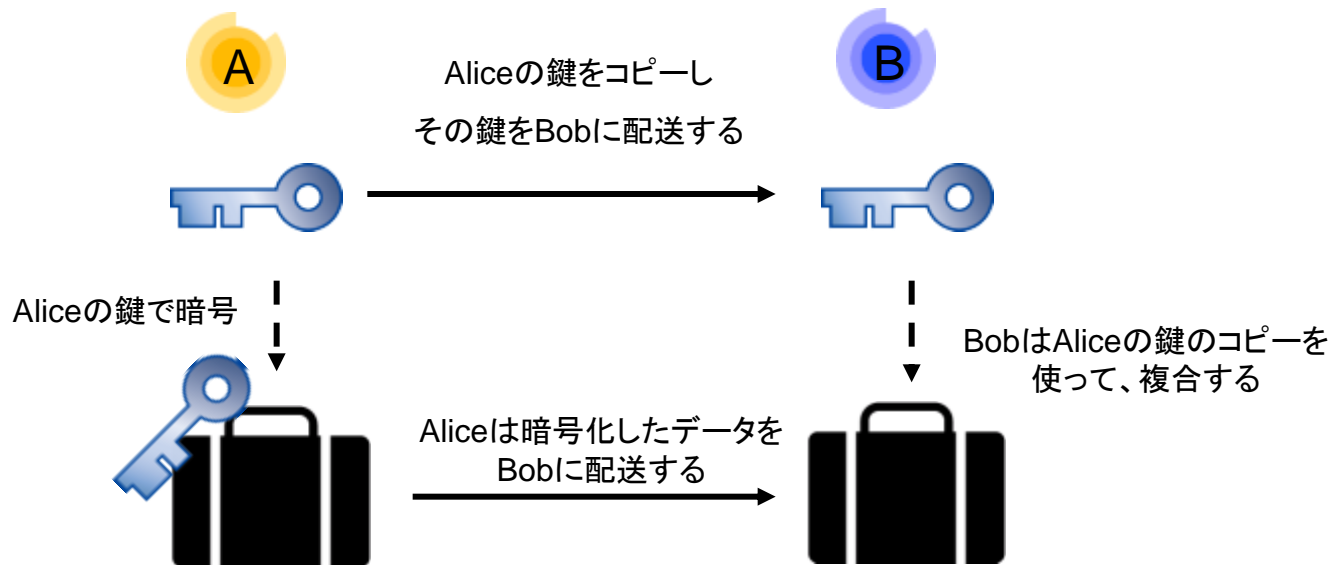 A
B
Aliceの鍵をコピーし
その鍵をBobに配送する
Aliceの鍵で暗号
BobはAliceの鍵のコピーを
使って、複合する
Aliceは暗号化したデータを
Bobに配送する